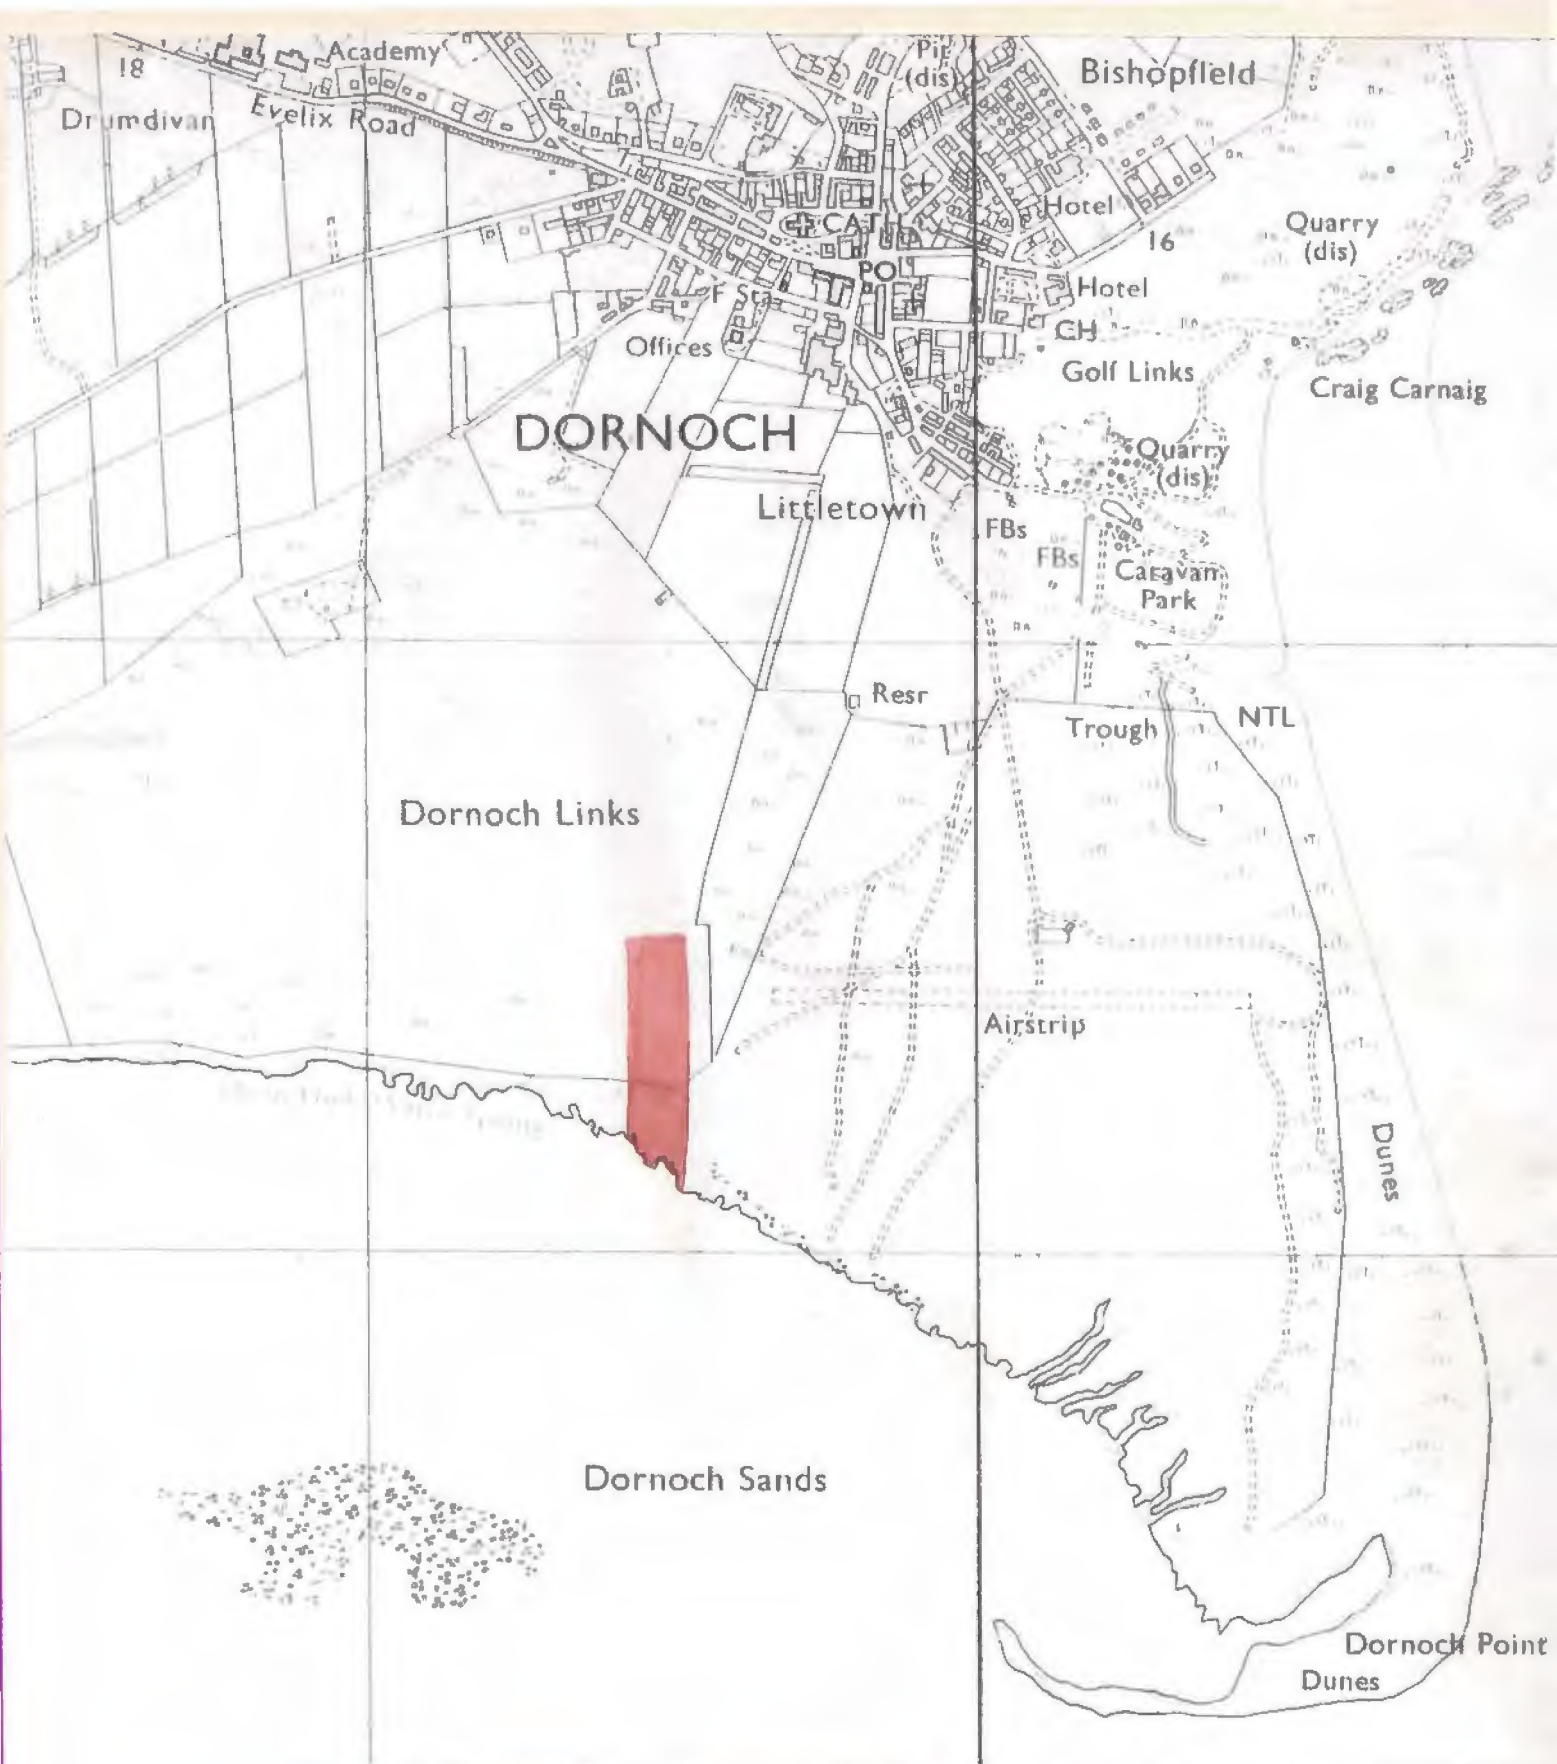 Academy
Pit
(dis)
Bishopfield
18
Drumdivan
Evelix Road
Hotel
CATH
16
Quarry
(dis)
PO
Hotel
F Sta
CH
Offices
Golf Links
Craig Carnaig
DORNOCH
Quarry
(dis)
Littletown
FBs
FBs
Caravan
Park
Resr
NTL
Trough
Dornoch Links
Airstrip
Dunes
Dornoch Sands
Dornoch Point
Dunes